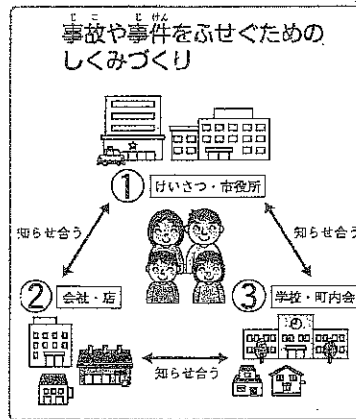 事故や事件をふせぐための
しくみづくり
① けいさつ・市役所
知らせ合う
知らせ合う
② 会社・店
③ 学校・町内会
知らせ合う